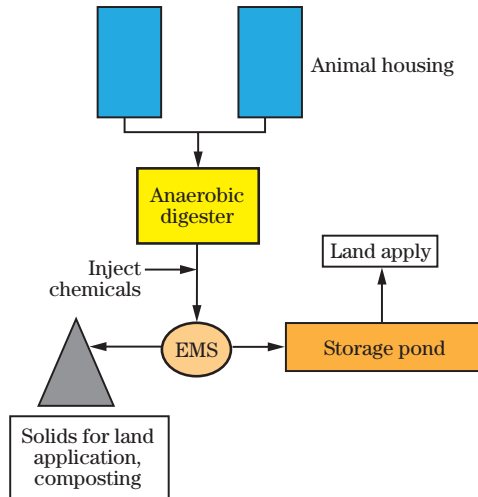 Animal housing
Anaerobic
digester
Inject
chemicals
Land apply
EMS
Storage pond
Solids for land
application,
composting